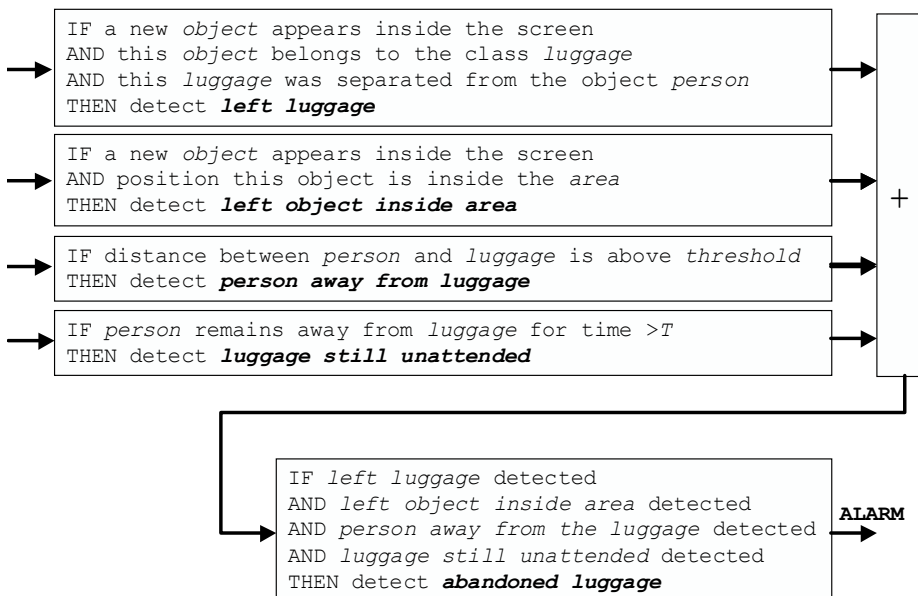 IF a new object appears inside the screen
AND this object belongs to the class luggage
AND this luggage was separated from the object person
THEN detect left luggage
IF a new object appears inside the screen
AND position this object is inside the area
THEN detect left object inside area
IF distance between person and luggage is above threshold
THEN detect person away from luggage
IF person remains away from luggage for time >T
THEN detect luggage still unattended
+
IF left luggage detected
AND left object inside area detected
AND person away from the luggage detected
AND luggage still unattended detected
THEN detect abandoned luggage
ALARM